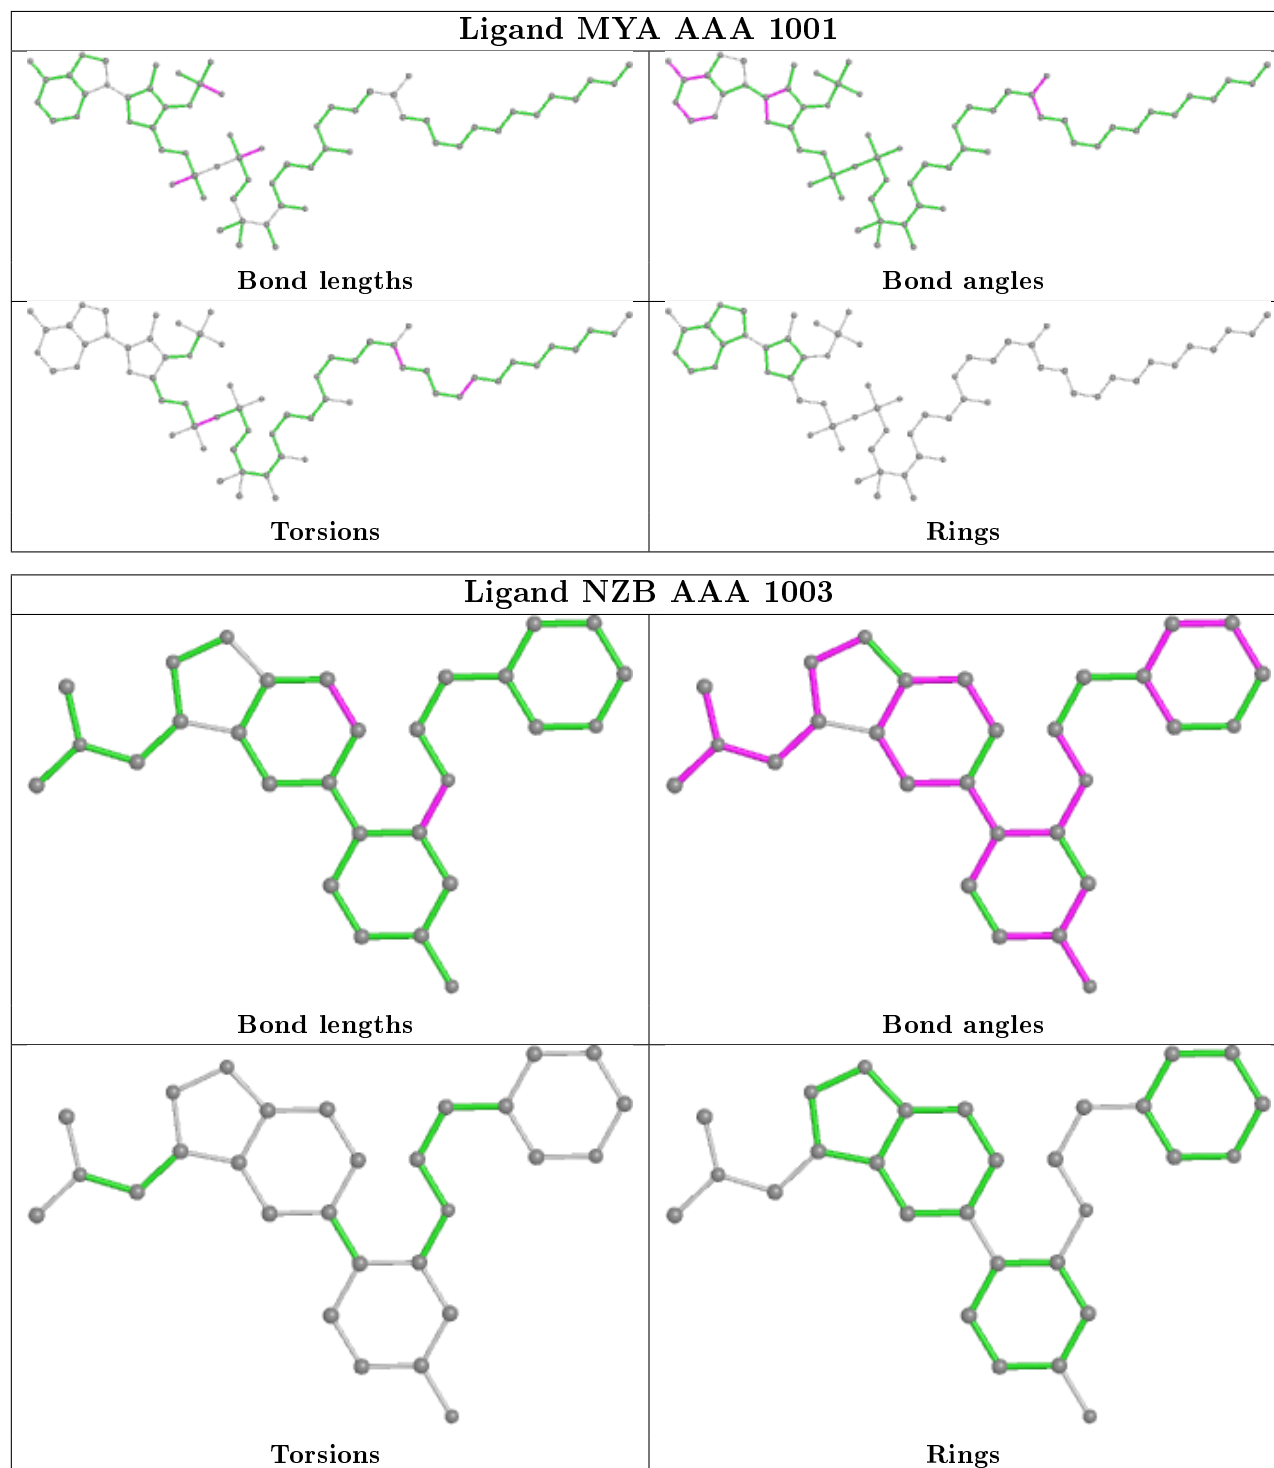 Ligand MYA AAA 1001
Bond lengths
Bond angles
Torsions
Rings
Ligand NZB AAA 1003
Bond lengths
Bond angles
Torsions
Rings